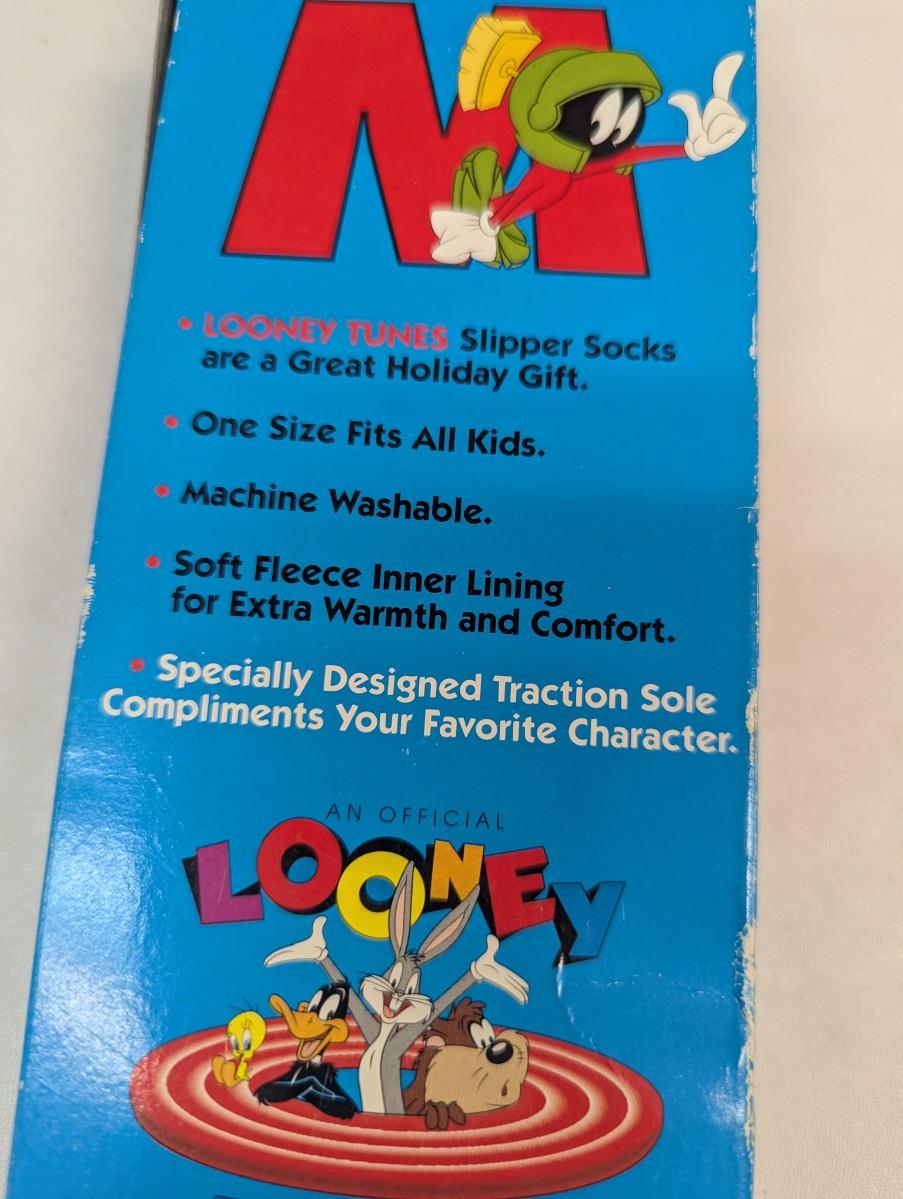 M
• LOONEY TUNES Slipper Socks
are a Great Holiday Gift.
• One Size Fits All Kids.
• Machine Washable.
• Soft Fleece Inner Lining
for Extra Warmth and Comfort.
• Specially Designed Traction Sole
Compliments Your Favorite Character.
AN OFFICIAL
LOONEY